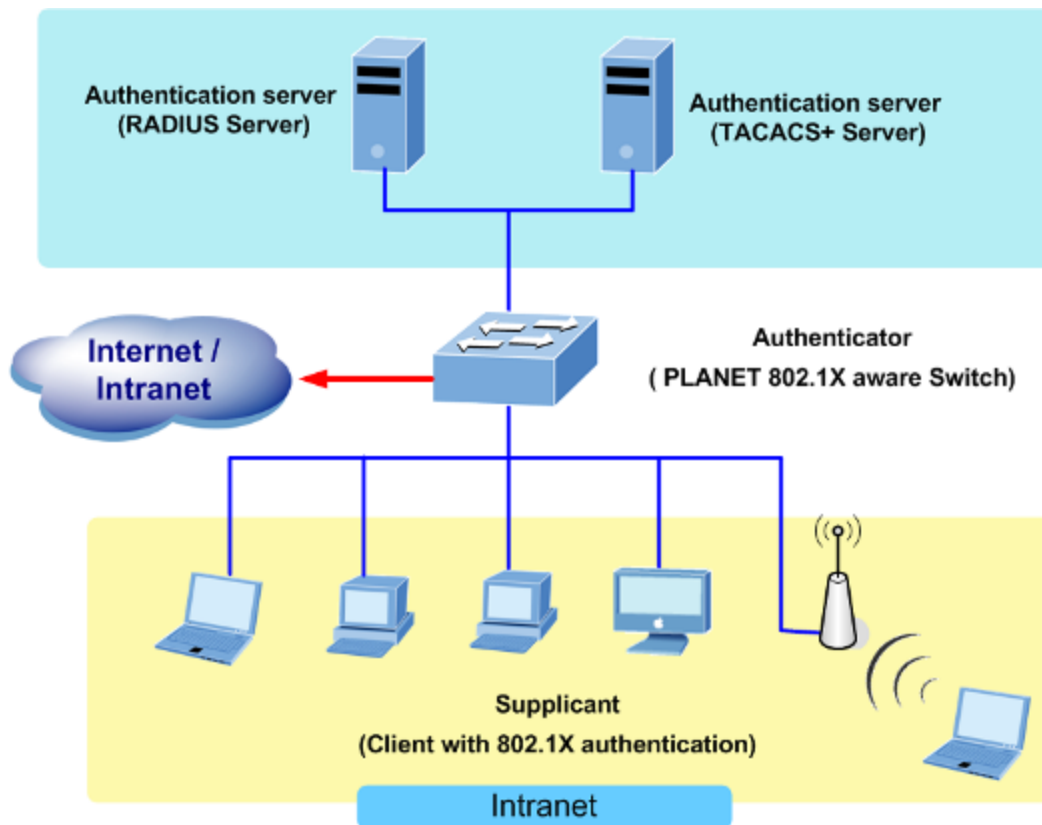 Authentication server
(RADIUS Server)
Authentication server
(TACACS+ Server)
Internet /
Intranet
Authenticator
( PLANET 802.1X aware Switch)
Supplicant
(Client with 802.1X authentication)
Intranet